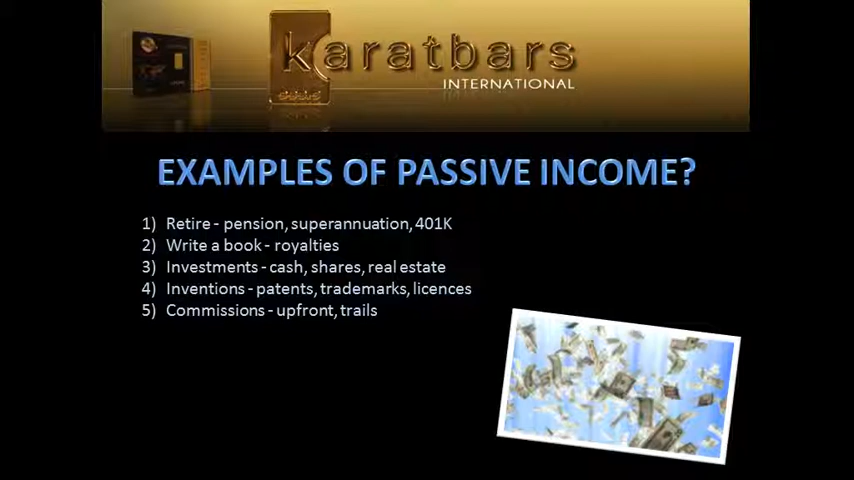 karatbars
INTERNATIONAL
EXAMPLES OF PASSIVE INCOME?
1) Retire - pension, superannuation, 401K
2) Write a book - royalties
3) Investments - cash, shares, real estate
4) Inventions - patents, trademarks, licences
5) Commissions - upfront, trails